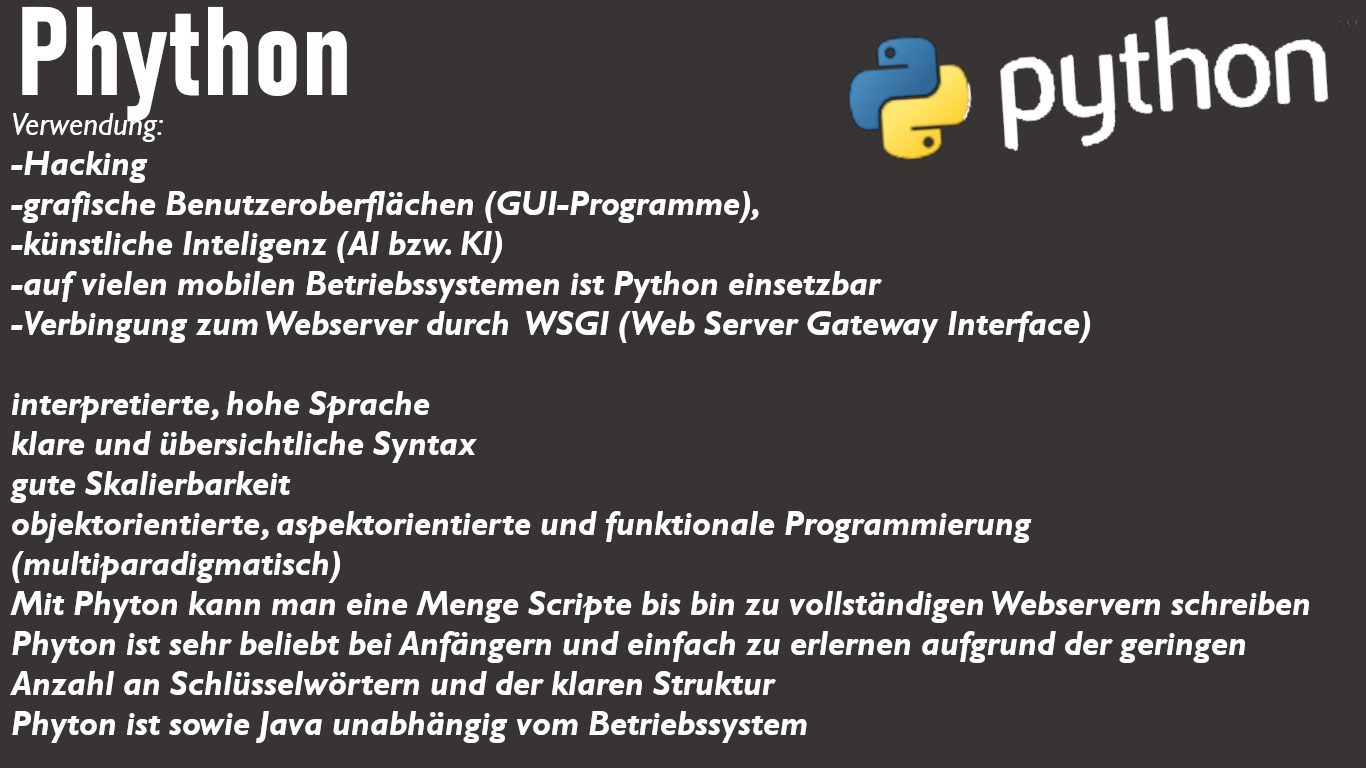 Phython
python
Verwendung:
-Hacking
-grafische Benutzeroberflächen (GUI-Programme),
-künstliche Inteligenz (AI bzw. KI)
-auf vielen mobilen Betriebssystemen ist Python einsetzbar
-Verbingung zum Webserver durch WSGI (Web Server Gateway Interface)
interpretierte, hohe Sprache
klare und übersichtliche Syntax
gute Skalierbarkeit
objektorientierte, aspektorientierte und funktionale Programmierung
(multiparadigmatisch)
Mit Phyton kann man eine Menge Scripte bis bin zu vollständigen Webservern schreiben
Phyton ist sehr beliebt bei Anfängern und einfach zu erlernen aufgrund der geringen
Anzahl an Schlüsselwörtern und der klaren Struktur
Phyton ist sowie Java unabhängig vom Betriebssystem